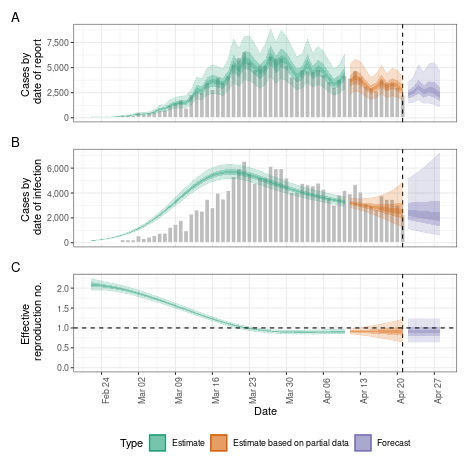 A
Cases by
date of report
7,500
5,000
2,500
0
B
Cases by
date of infection
6,000
4,000
2,000
0
C
Effective
reproduction no.
2.0
1.5
1.0
0.5
0.0
Feb 24
Mar 02
Mar 09
Mar 16
Mar 23
Mar 30
Apr 06
Apr 13
Apr 20
Apr 27
Date
Type Estimate Estimate based on partial data Forecast